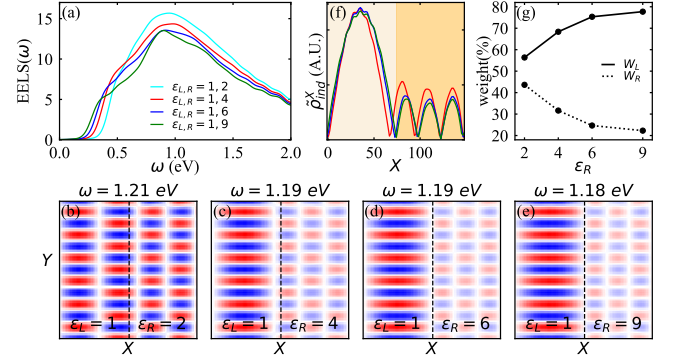 (a)
EELS(ω)
15
10
5
0
ε_{L,R} = 1, 2
ε_{L,R} = 1, 4
ε_{L,R} = 1, 6
ε_{L,R} = 1, 9
0.0 0.5 1.0 1.5 2.0
ω (eV)
(f)
ρ̃^X_{ind} (A.U.)
0 50 100
X
(g)
weight(%)
80
70
60
50
40
30
20
W_L
W_R
2 4 6 9
ε_R
ω = 1.21 eV
(b)
Y
ε_L = 1 ε_R = 2
X
ω = 1.19 eV
(c)
ε_L = 1 ε_R = 4
X
ω = 1.19 eV
(d)
ε_L = 1 ε_R = 6
X
ω = 1.18 eV
(e)
ε_L = 1 ε_R = 9
X